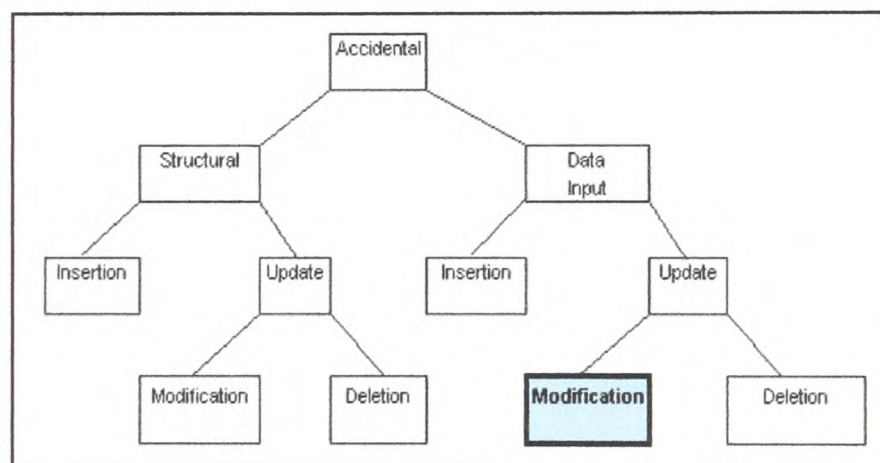 Accidental
Structural
Data
Input
Insertion
Update
Insertion
Update
Modification
Deletion
Modification
Deletion